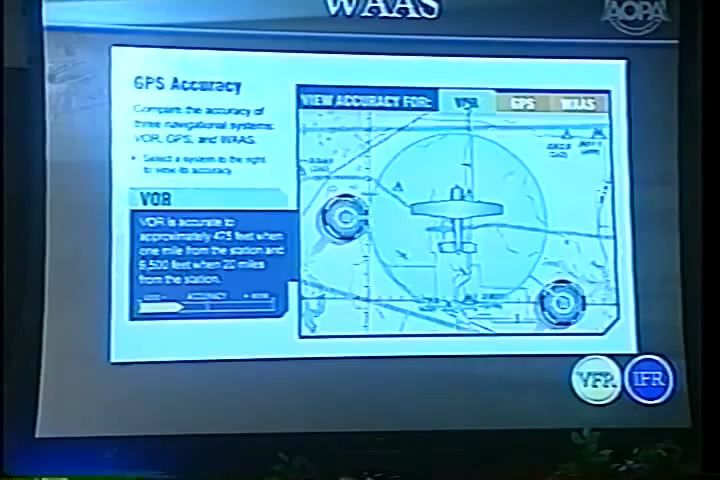 WAAS
AOPA
GPS Accuracy
Compare the accuracy of
three navigational systems:
VOR, GPS, and WAAS.
• Select a system to the right
to view its accuracy.
VIEW ACCURACY FOR:
VOR
GPS
WAAS
VOR
VOR is accurate to
approximately 475 feet when
one mile from the station and
9,500 feet when 20 miles
from the station.
ACCURACY
VFR
IFR